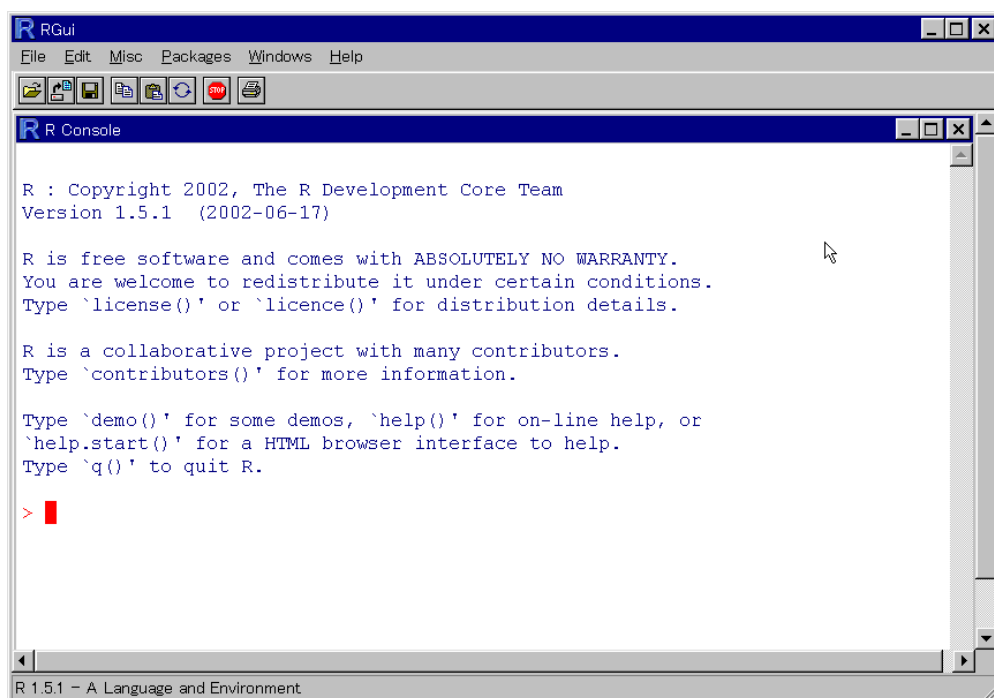 RGui
File Edit Misc Packages Windows Help
STOP
R Console
R : Copyright 2002, The R Development Core Team
Version 1.5.1  (2002-06-17)
R is free software and comes with ABSOLUTELY NO WARRANTY.
You are welcome to redistribute it under certain conditions.
Type `license()' or `licence()' for distribution details.
R is a collaborative project with many contributors.
Type `contributors()' for more information.
Type `demo()' for some demos, `help()' for on-line help, or
`help.start()' for a HTML browser interface to help.
Type `q()' to quit R.
>
R 1.5.1 - A Language and Environment